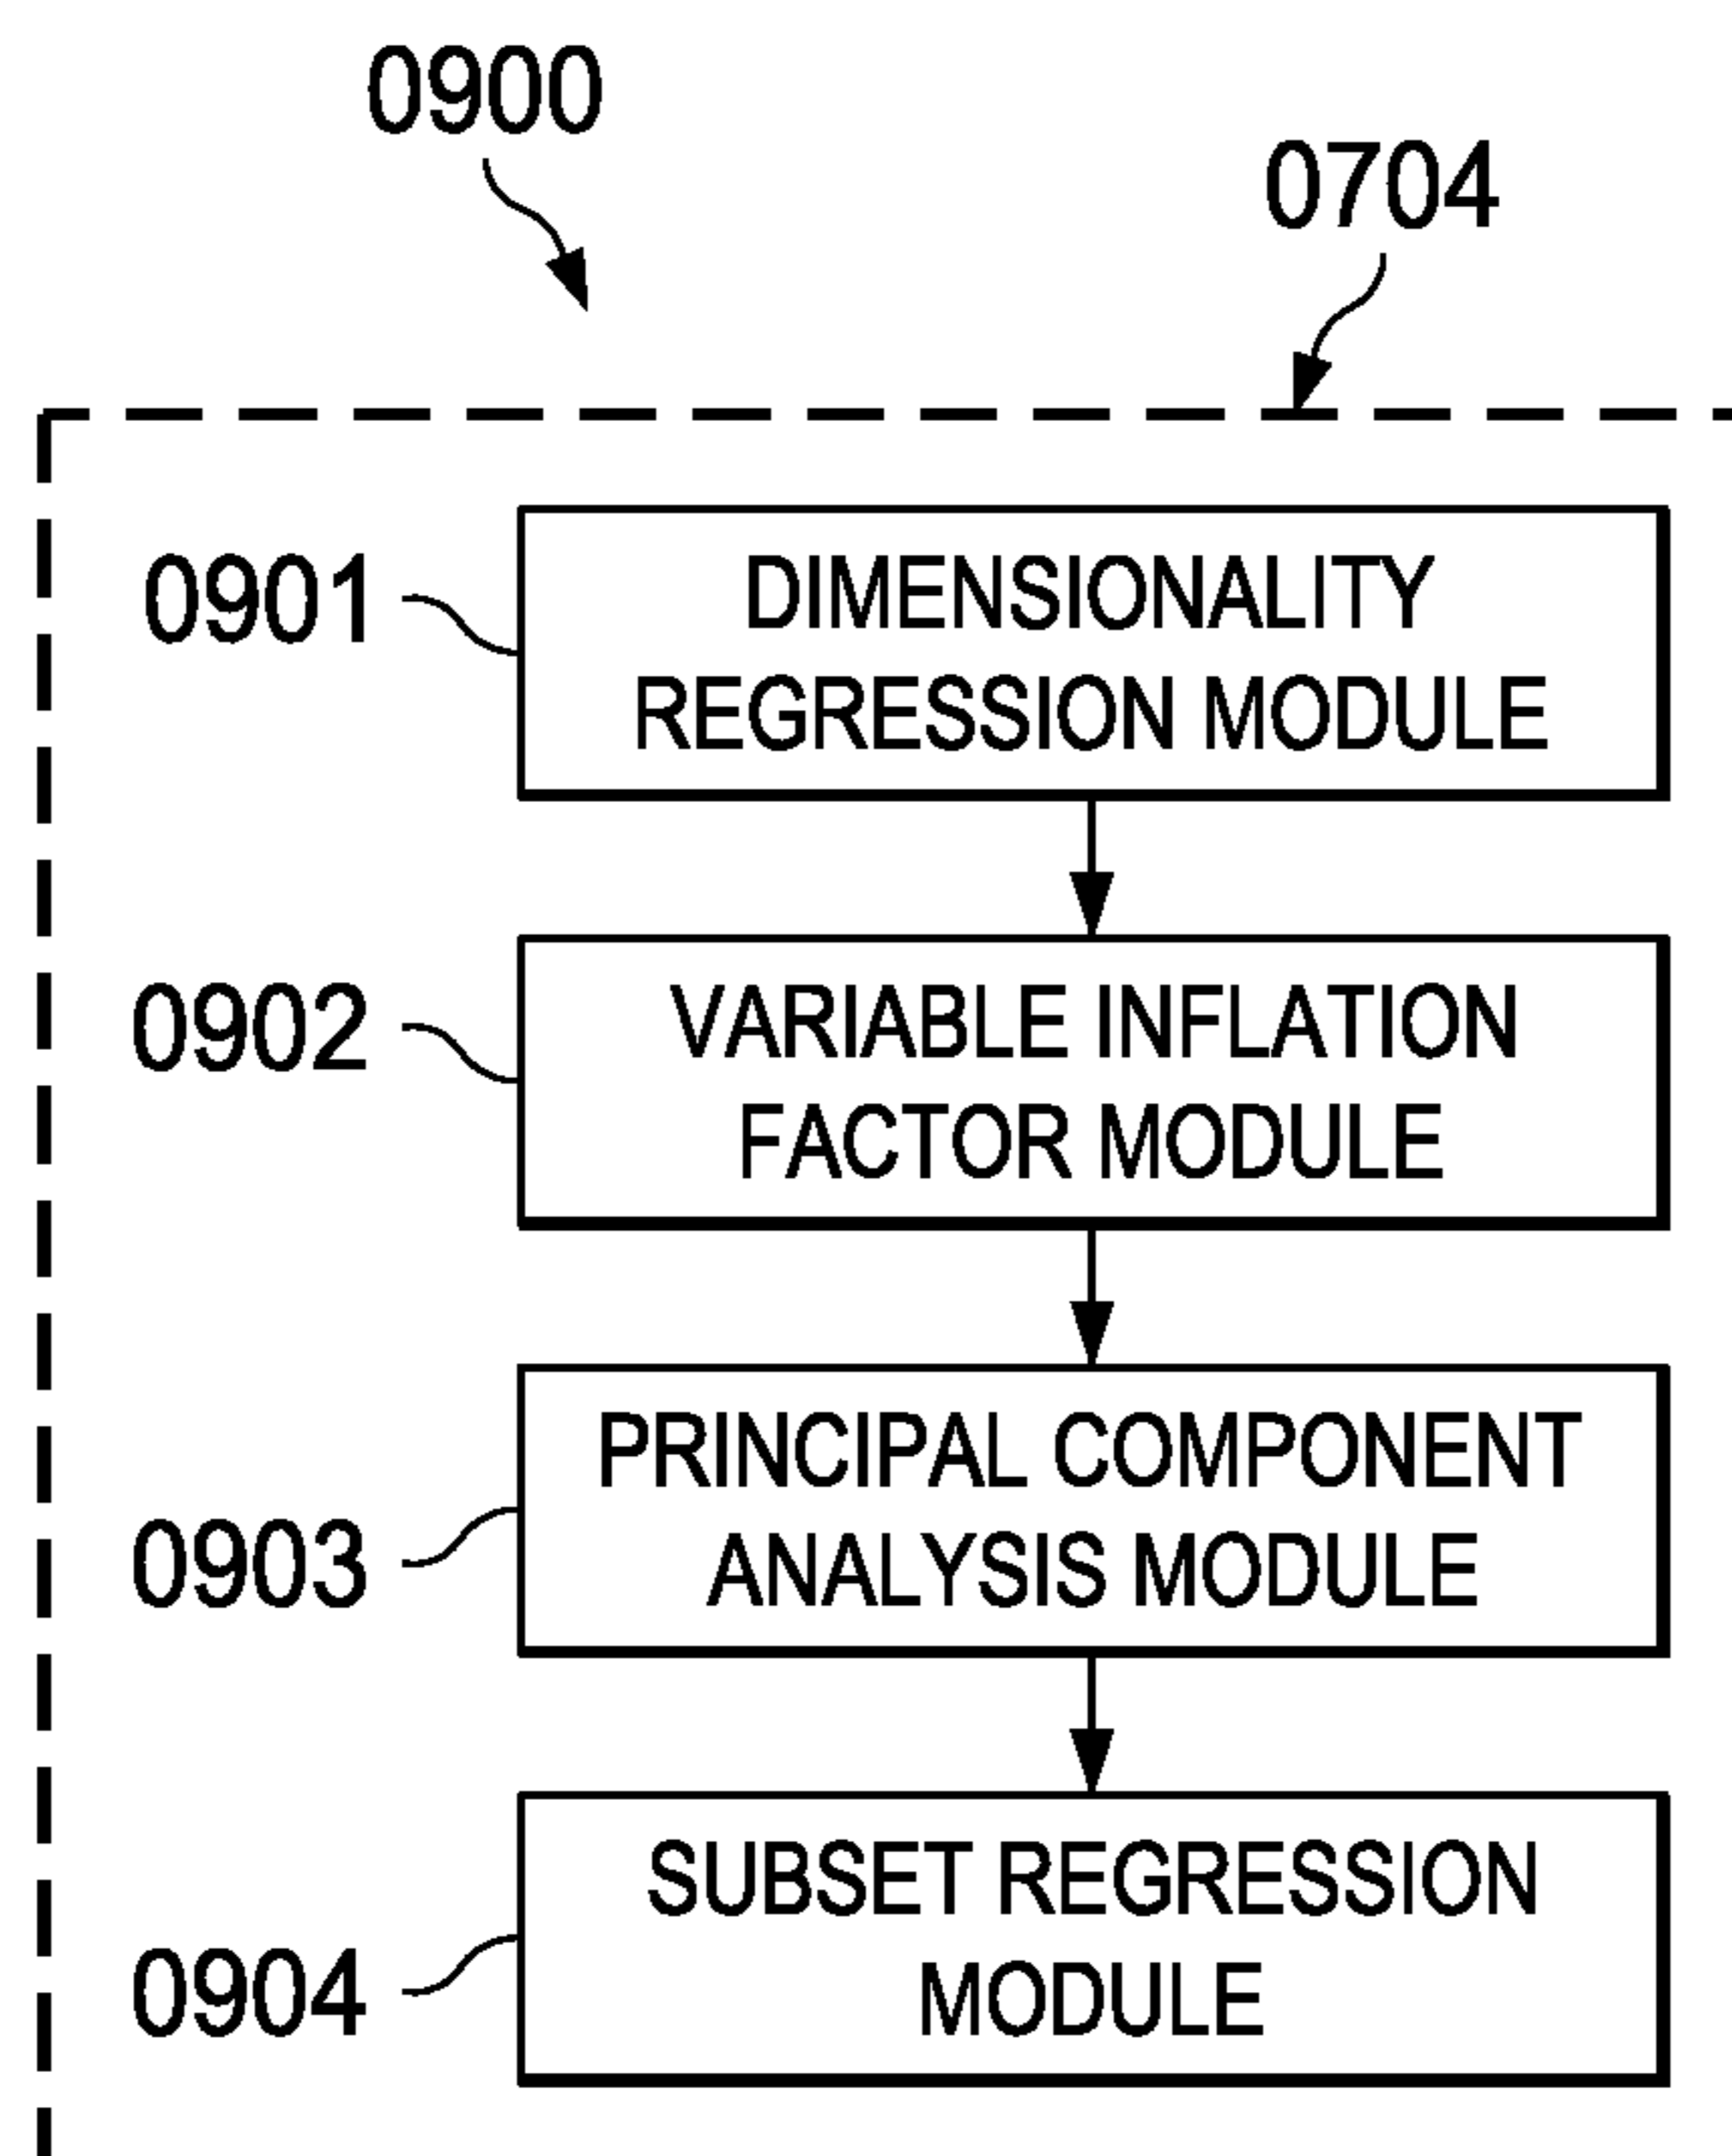 0900
0704
0901
DIMENSIONALITY
REGRESSION MODULE
0902
VARIABLE INFLATION
FACTOR MODULE
0903
PRINCIPAL COMPONENT
ANALYSIS MODULE
0904
SUBSET REGRESSION
MODULE